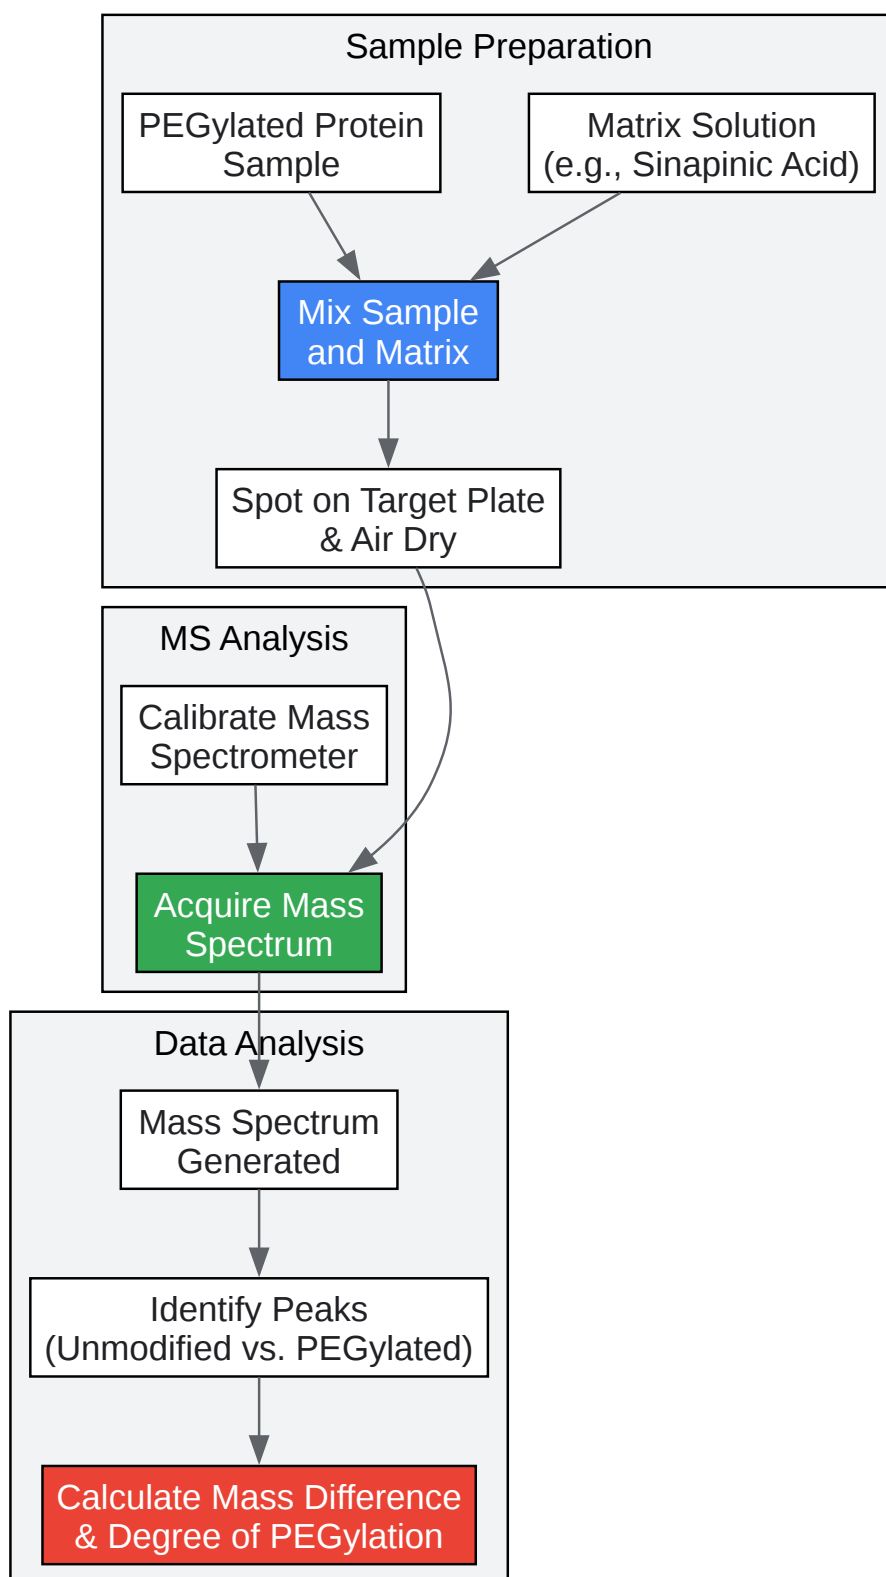 Sample Preparation
PEGylated Protein
Sample
Matrix Solution
(e.g., Sinapinic Acid)
Mix Sample
and Matrix
Spot on Target Plate
& Air Dry
MS Analysis
Calibrate Mass
Spectrometer
Acquire Mass
Spectrum
Data Analysis
Mass Spectrum
Generated
Identify Peaks
(Unmodified vs. PEGylated)
Calculate Mass Difference
& Degree of PEGylation